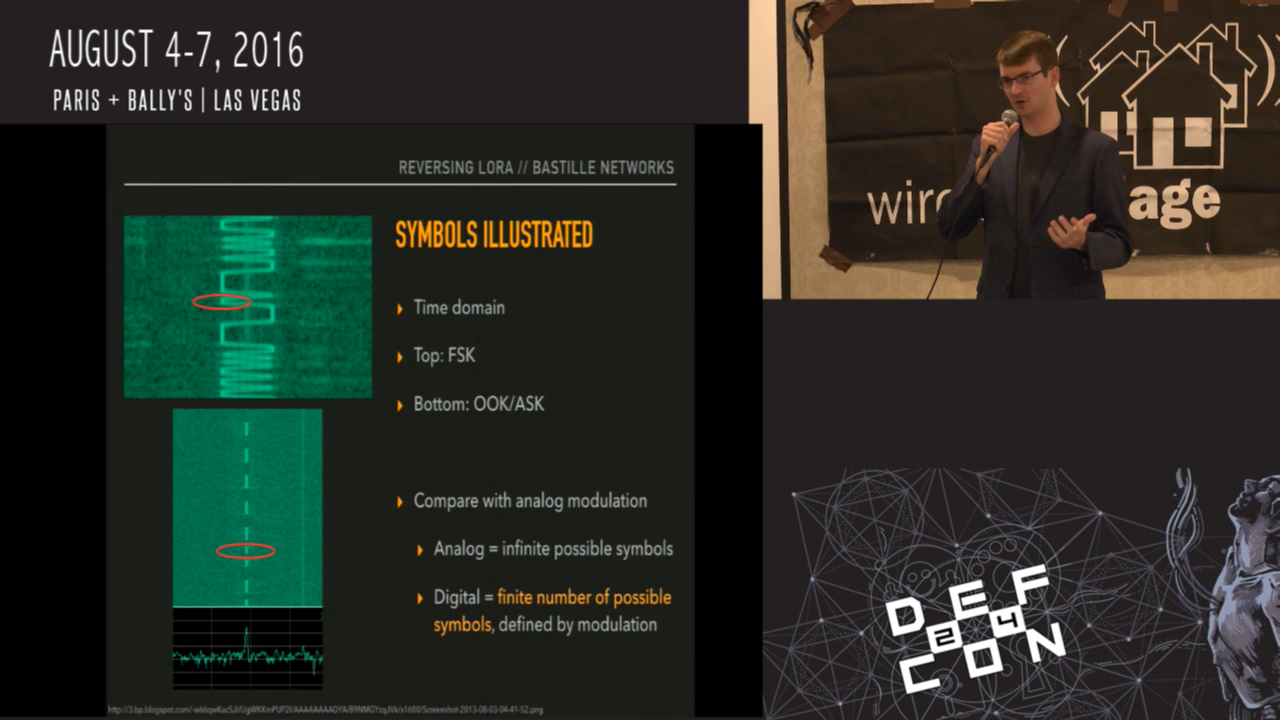 AUGUST 4-7, 2016
PARIS + BALLY'S | LAS VEGAS
REVERSING LORA // BASTILLE NETWORKS
SYMBOLS ILLUSTRATED
Time domain
Top: FSK
Bottom: OOK/ASK
Compare with analog modulation
Analog = infinite possible symbols
Digital = finite number of possible
symbols, defined by modulation
wire
age
DEF
24
CON